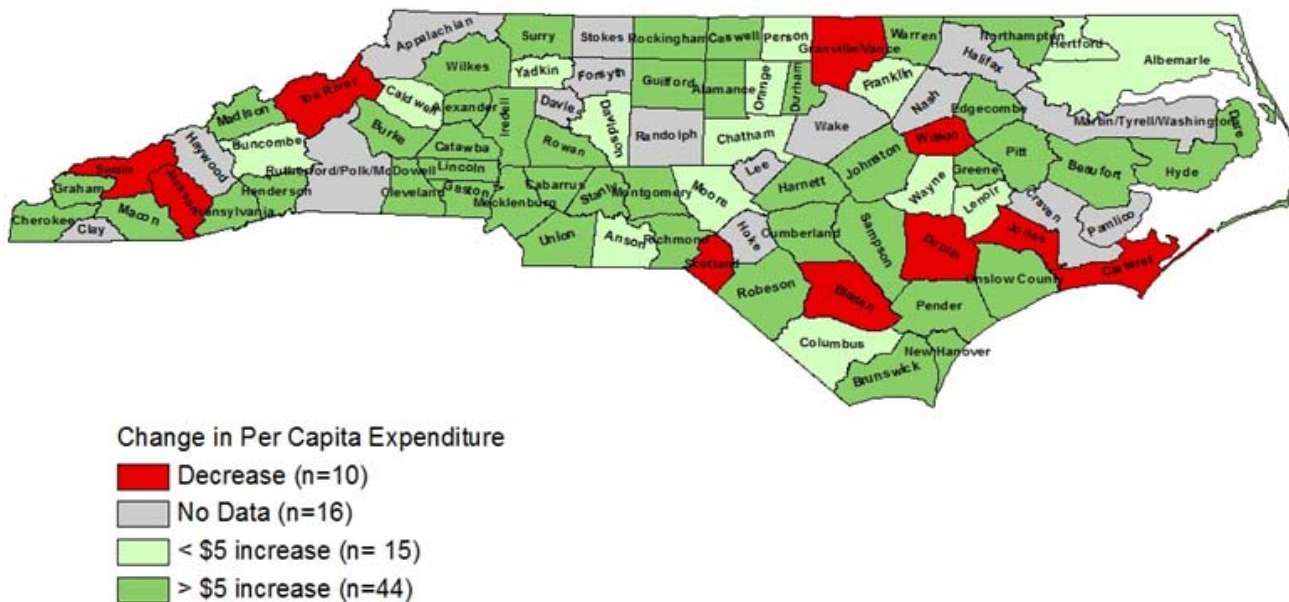 Appalachian
Surry
Stokes
Rockingham
Caswell
Person
Granville/Vance
Warren
Northampton
Hertford
Albemarle
Halifax
Toe River
Wilkes
Yadkin
Forsyth
Guilford
Alamance
Orange
Durham
Franklin
Nash
Edgecombe
Martin/Tyrell/Washington
Dare
Madison
Caldwell
Alexander
Iredell
Davie
Davidson
Randolph
Chatham
Wake
Wilson
Pitt
Beaufort
Hyde
Swain
Haywood
Buncombe
Burke
Catawba
Rowan
Lee
Johnston
Greene
Graham
Jackson
Henderson
Rutherford/Polk/McDowell
Cleveland
Lincoln
Gaston
Mecklenburg
Cabarrus
Stanly
Montgomery
Moore
Harnett
Wayne
Lenoir
Craven
Pamlico
Cherokee
Clay
Macon
Transylvania
Union
Anson
Richmond
Scotland
Hoke
Cumberland
Sampson
Duplin
Jones
Carteret
Robeson
Bladen
Pender
Onslow County
Columbus
Brunswick
New Hanover
Change in Per Capita Expenditure
Decrease (n=10)
No Data (n=16)
< $5 increase (n= 15)
> $5 increase (n=44)